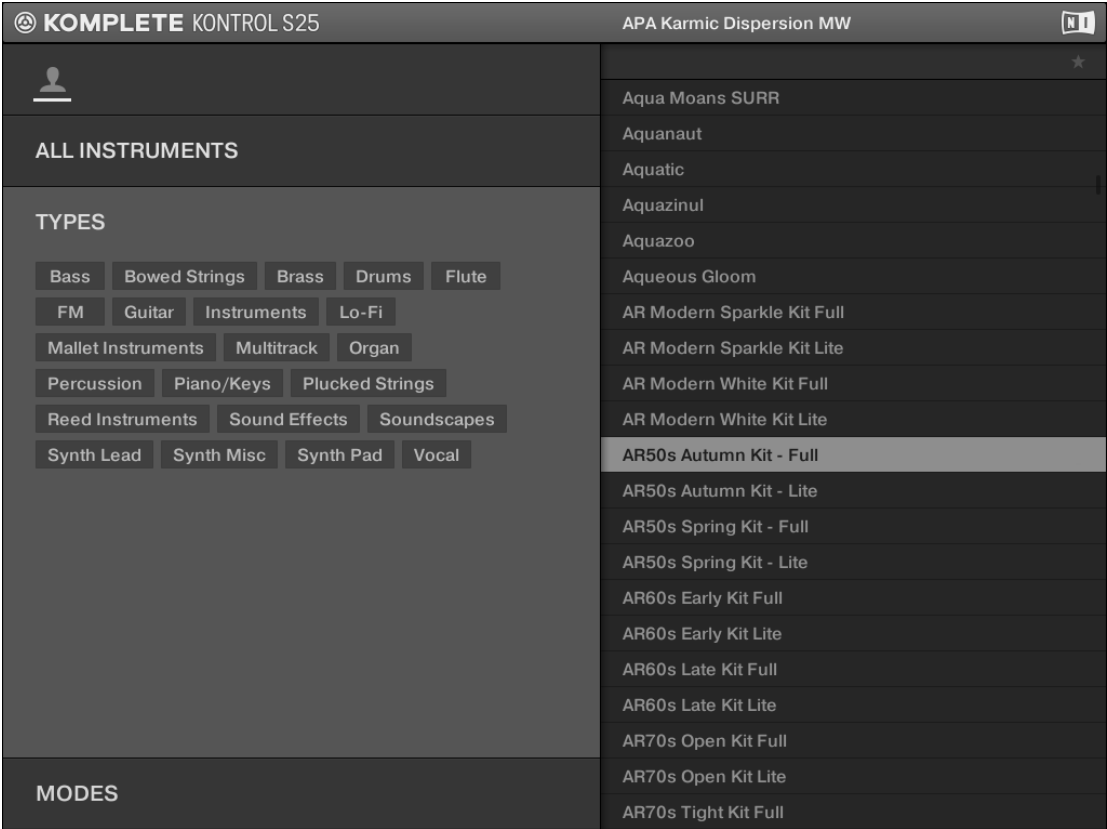 KOMPLETE KONTROL S25
APA Karmic Dispersion MW
NI
ALL INSTRUMENTS
TYPES
Bass Bowed Strings Brass Drums Flute
FM Guitar Instruments Lo-Fi
Mallet Instruments Multitrack Organ
Percussion Piano/Keys Plucked Strings
Reed Instruments Sound Effects Soundscapes
Synth Lead Synth Misc Synth Pad Vocal
MODES
Aqua Moans SURR
Aquanaut
Aquatic
Aquazinul
Aquazoo
Aqueous Gloom
AR Modern Sparkle Kit Full
AR Modern Sparkle Kit Lite
AR Modern White Kit Full
AR Modern White Kit Lite
AR50s Autumn Kit - Full
AR50s Autumn Kit - Lite
AR50s Spring Kit - Full
AR50s Spring Kit - Lite
AR60s Early Kit Full
AR60s Early Kit Lite
AR60s Late Kit Full
AR60s Late Kit Lite
AR70s Open Kit Full
AR70s Open Kit Lite
AR70s Tight Kit Full